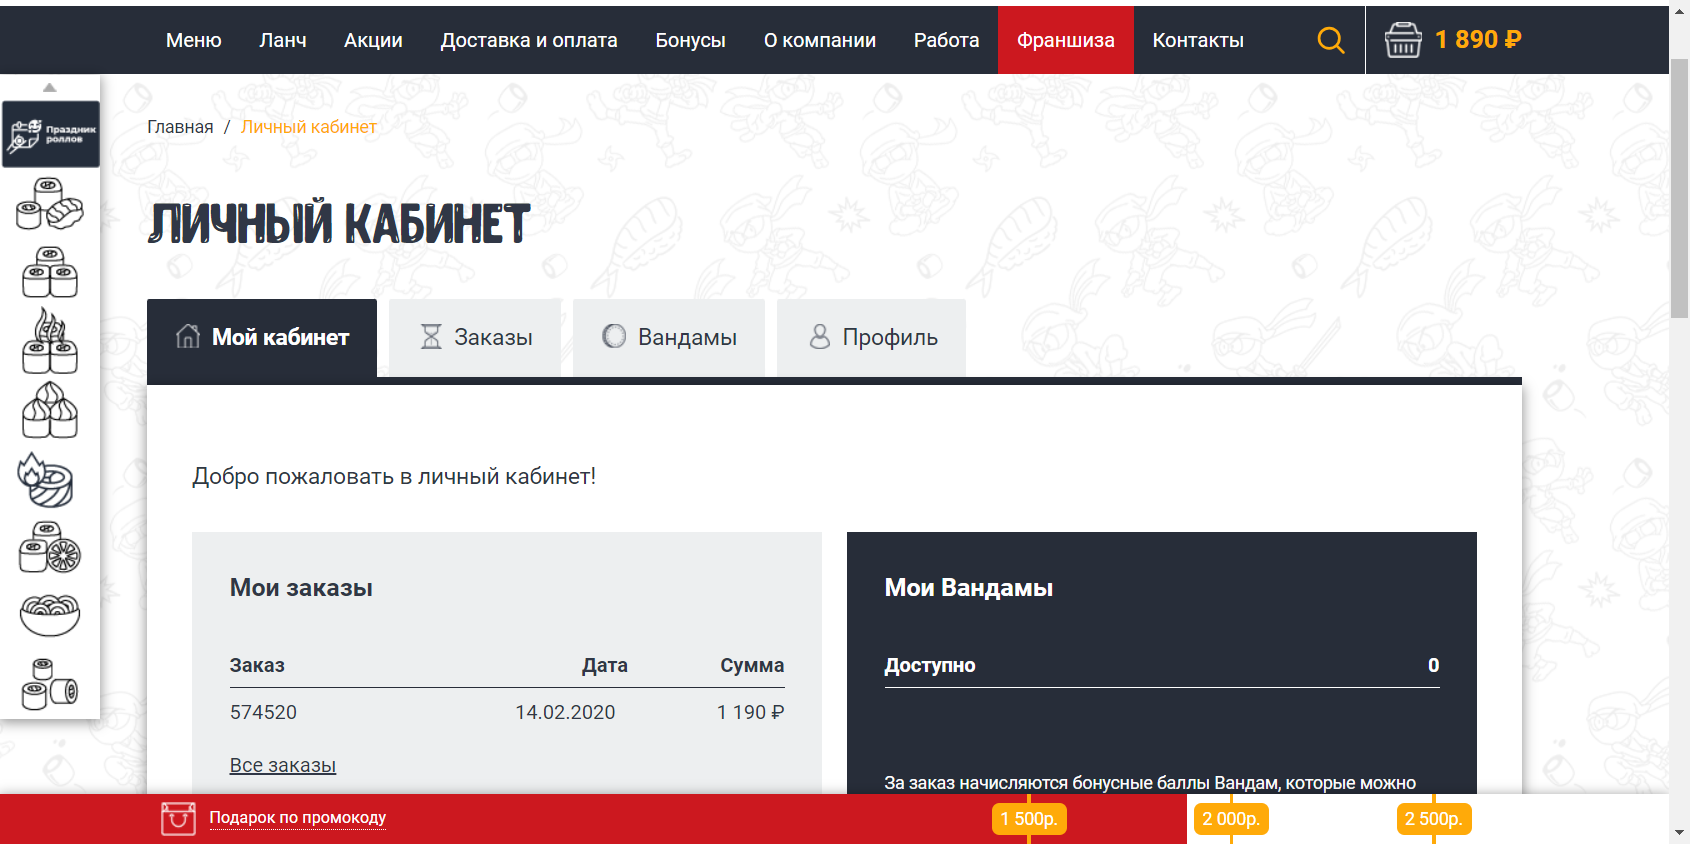 Меню Ланч Акции Доставка и оплата Бонусы О компании Работа Франшиза Контакты 1 890 ₽
Праздник
роллов
Главная / Личный кабинет
ЛИЧНЫЙ КАБИНЕТ
Мой кабинет Заказы Вандамы Профиль
Добро пожаловать в личный кабинет!
Мои заказы
Заказ Дата Сумма
574520 14.02.2020 1 190 ₽
Все заказы
Мои Вандамы
Доступно 0
За заказ начисляются бонусные баллы Вандам, которые можно
Подарок по промокоду 1 500р. 2 000р. 2 500р.